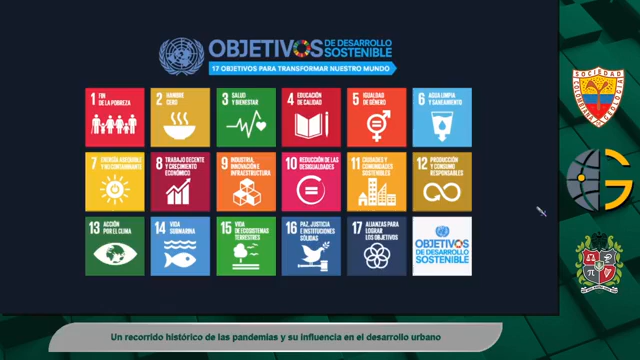 OBJETIVOS
DE DESARROLLO
SOSTENIBLE
17 OBJETIVOS PARA TRANSFORMAR NUESTRO MUNDO
1 FIN
DE LA POBREZA
2 HAMBRE
CERO
3 SALUD
Y BIENESTAR
4 EDUCACIÓN
DE CALIDAD
5 IGUALDAD
DE GÉNERO
6 AGUA LIMPIA
Y SANEAMIENTO
7 ENERGÍA ASEQUIBLE
Y NO CONTAMINANTE
8 TRABAJO DECENTE
Y CRECIMIENTO
ECONÓMICO
9 INDUSTRIA,
INNOVACIÓN E
INFRAESTRUCTURA
10 REDUCCIÓN DE LAS
DESIGUALDADES
11 CIUDADES Y
COMUNIDADES
SOSTENIBLES
12 PRODUCCIÓN
Y CONSUMO
RESPONSABLES
13 ACCIÓN
POR EL CLIMA
14 VIDA
SUBMARINA
15 VIDA
DE ECOSISTEMAS
TERRESTRES
16 PAZ, JUSTICIA
E INSTITUCIONES
SÓLIDAS
17 ALIANZAS PARA
LOGRAR
LOS OBJETIVOS
OBJETIVOS
DE DESARROLLO
SOSTENIBLE
SOCIEDAD
COLOMBIANA DE GEOLOGIA
G
Un recorrido histórico de las pandemias y su influencia en el desarrollo urbano